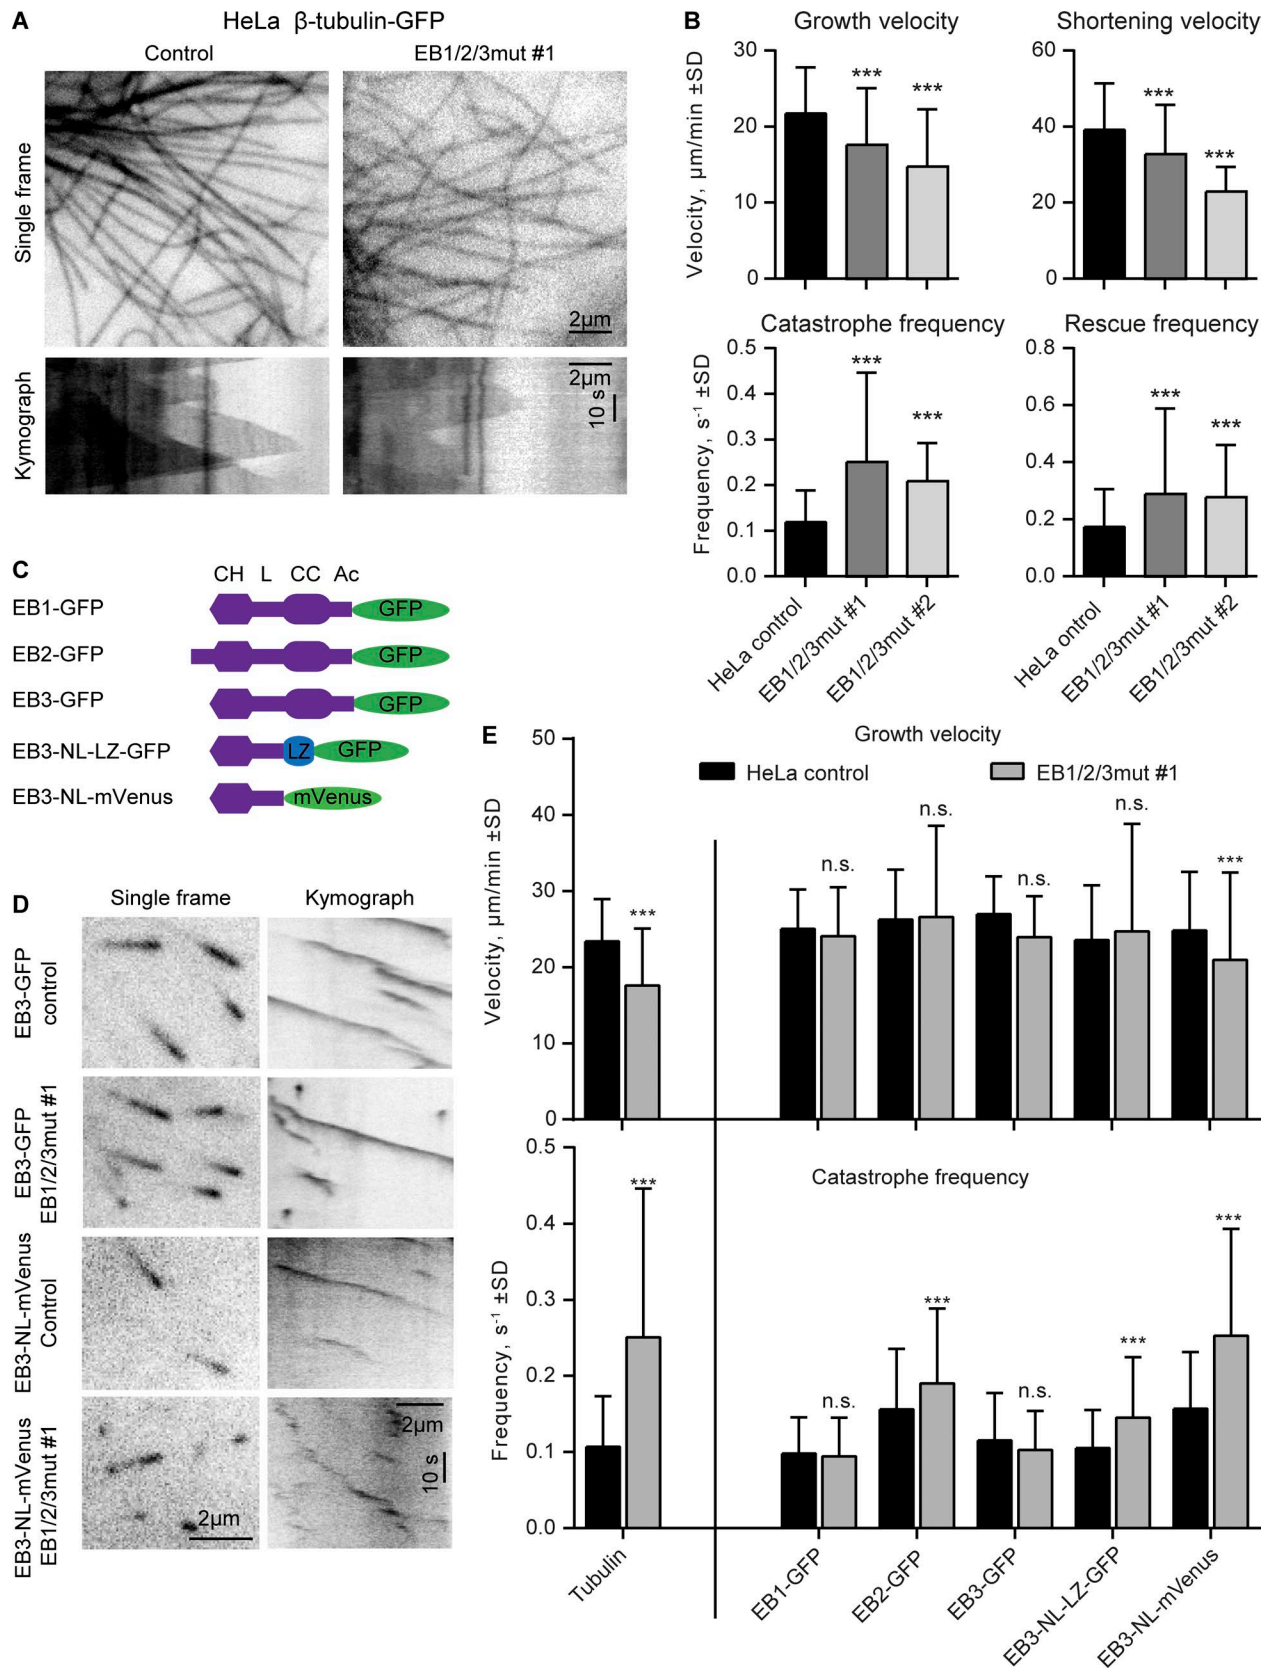 A
HeLa β-tubulin-GFP
Control
EB1/2/3mut #1
Single frame
2µm
Kymograph
2µm
10 s
B
Growth velocity
Shortening velocity
Velocity, µm/min ±SD
30
20
10
0
***
***
60
40
20
0
***
***
Catastrophe frequency
Rescue frequency
Frequency, s⁻¹ ±SD
0.5
0.4
0.3
0.2
0.1
0.0
***
***
HeLa control
EB1/2/3mut #1
EB1/2/3mut #2
0.8
0.6
0.4
0.2
0.0
***
***
HeLa ontrol
EB1/2/3mut #1
EB1/2/3mut #2
C
CH L CC Ac
EB1-GFP
GFP
EB2-GFP
GFP
EB3-GFP
GFP
EB3-NL-LZ-GFP
LZ GFP
EB3-NL-mVenus
mVenus
D
Single frame
Kymograph
EB3-GFP
control
EB3-GFP
EB1/2/3mut #1
EB3-NL-mVenus
Control
EB3-NL-mVenus
EB1/2/3mut #1
2µm
2µm
10 s
E
Growth velocity
HeLa control
EB1/2/3mut #1
Velocity, µm/min ±SD
50
40
30
20
10
0
***
n.s.
n.s.
n.s.
n.s.
***
Catastrophe frequency
Frequency, s⁻¹ ±SD
0.5
0.4
0.3
0.2
0.1
0.0
***
n.s.
***
n.s.
***
***
Tubulin
EB1-GFP
EB2-GFP
EB3-GFP
EB3-NL-LZ-GFP
EB3-NL-mVenus